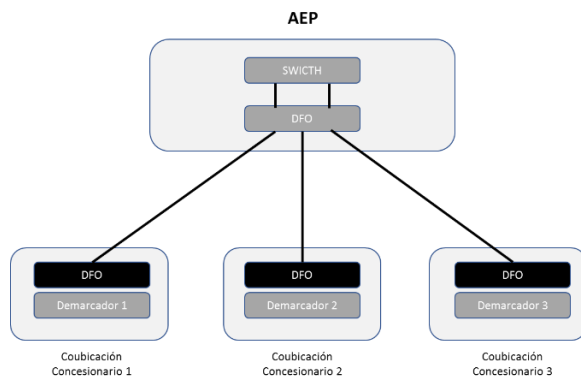 AEP
SWICTH
DFO
DFO
DFO
DFO
Demarcador 1
Demarcador 2
Demarcador 3
Coubicación
Concesionario 1
Coubicación
Concesionario 2
Coubicación
Concesionario 3